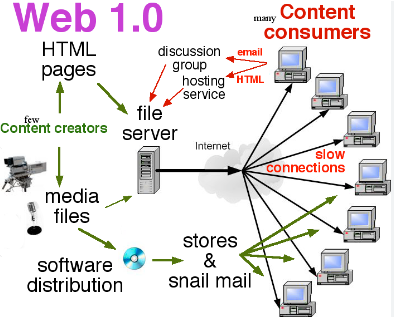 Web 1.0
many Content
consumers
HTML
pages
discussion
group
email
HTML
hosting
service
few
Content creators
file
server
Internet
slow
connections
media
files
stores
&
snail mail
software
distribution